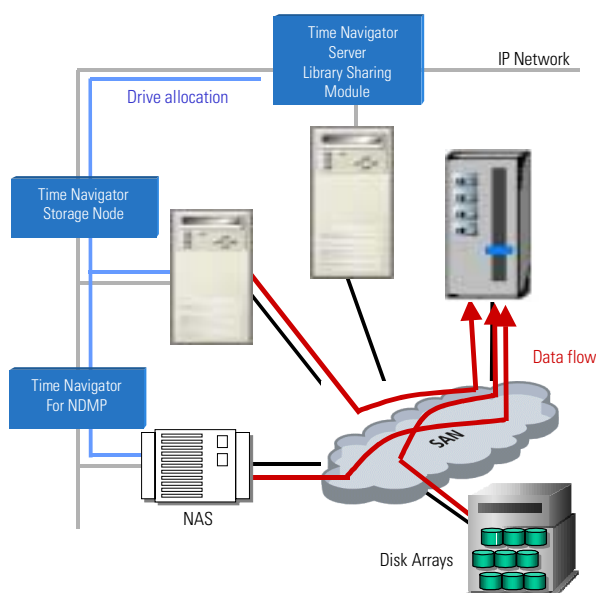 Time Navigator
Server
Library Sharing
Module
IP Network
Drive allocation
Time Navigator
Storage Node
Data flow
Time Navigator
For NDMP
SAN
NAS
Disk Arrays